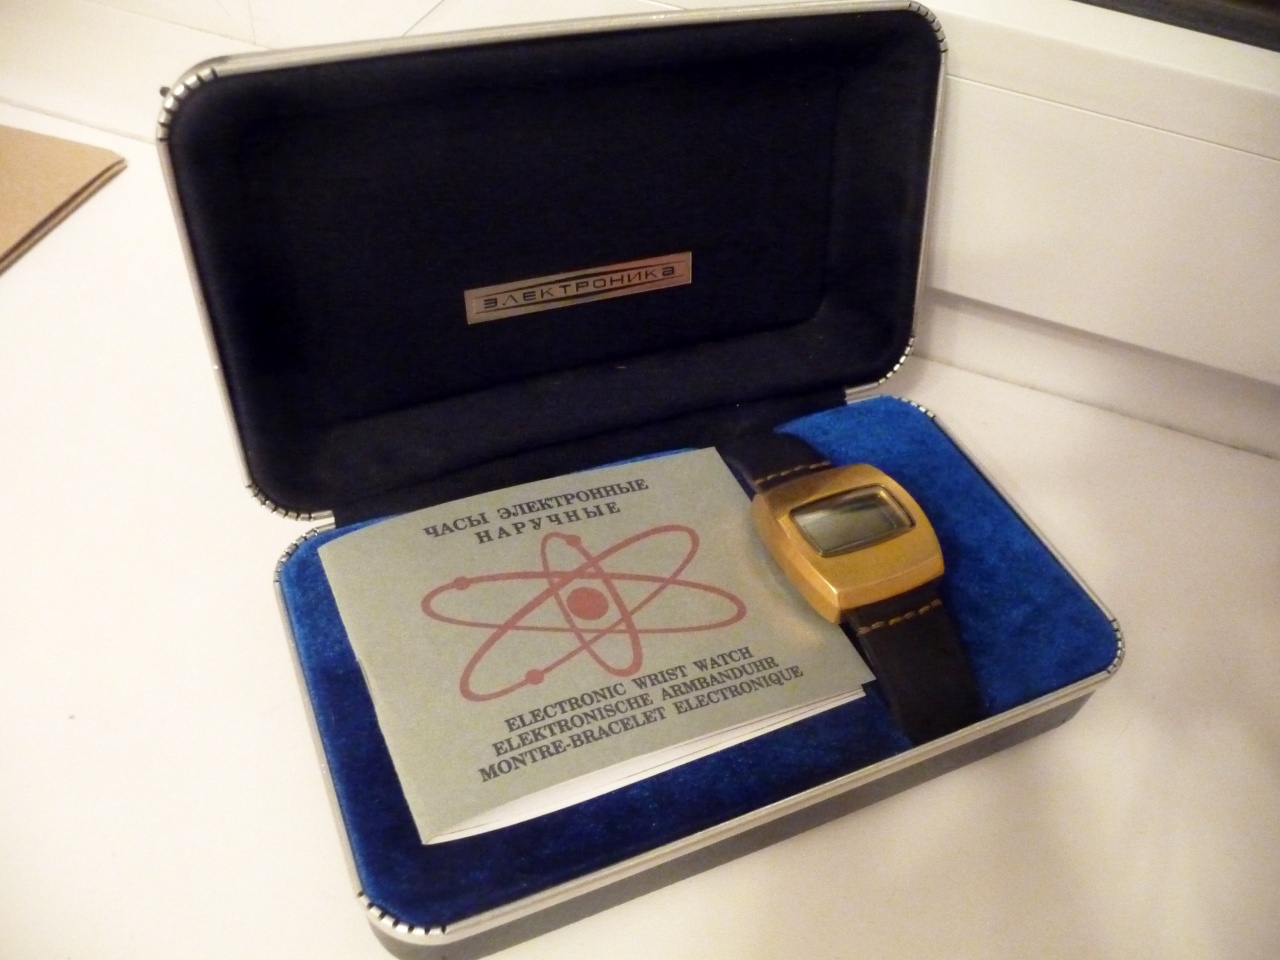 ЭЛЕКТРОНИКА
ЧАСЫ ЭЛЕКТРОННЫЕ
НАРУЧНЫЕ
ELECTRONIC WRIST WATCH
ELEKTRONISCHE ARMBANDUHR
MONTRE-BRACELET ELECTRONIQUE